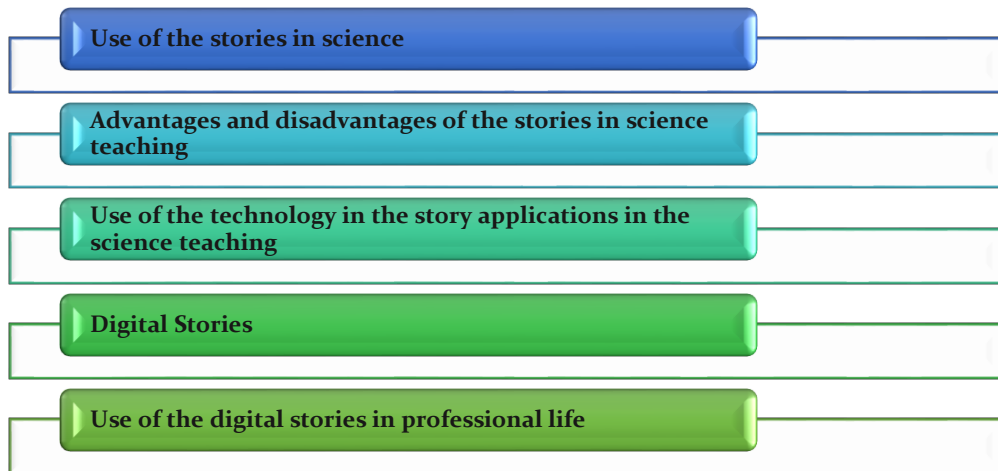 Use of the stories in science
Advantages and disadvantages of the stories in science
teaching
Use of the technology in the story applications in the
science teaching
Digital Stories
Use of the digital stories in professional life